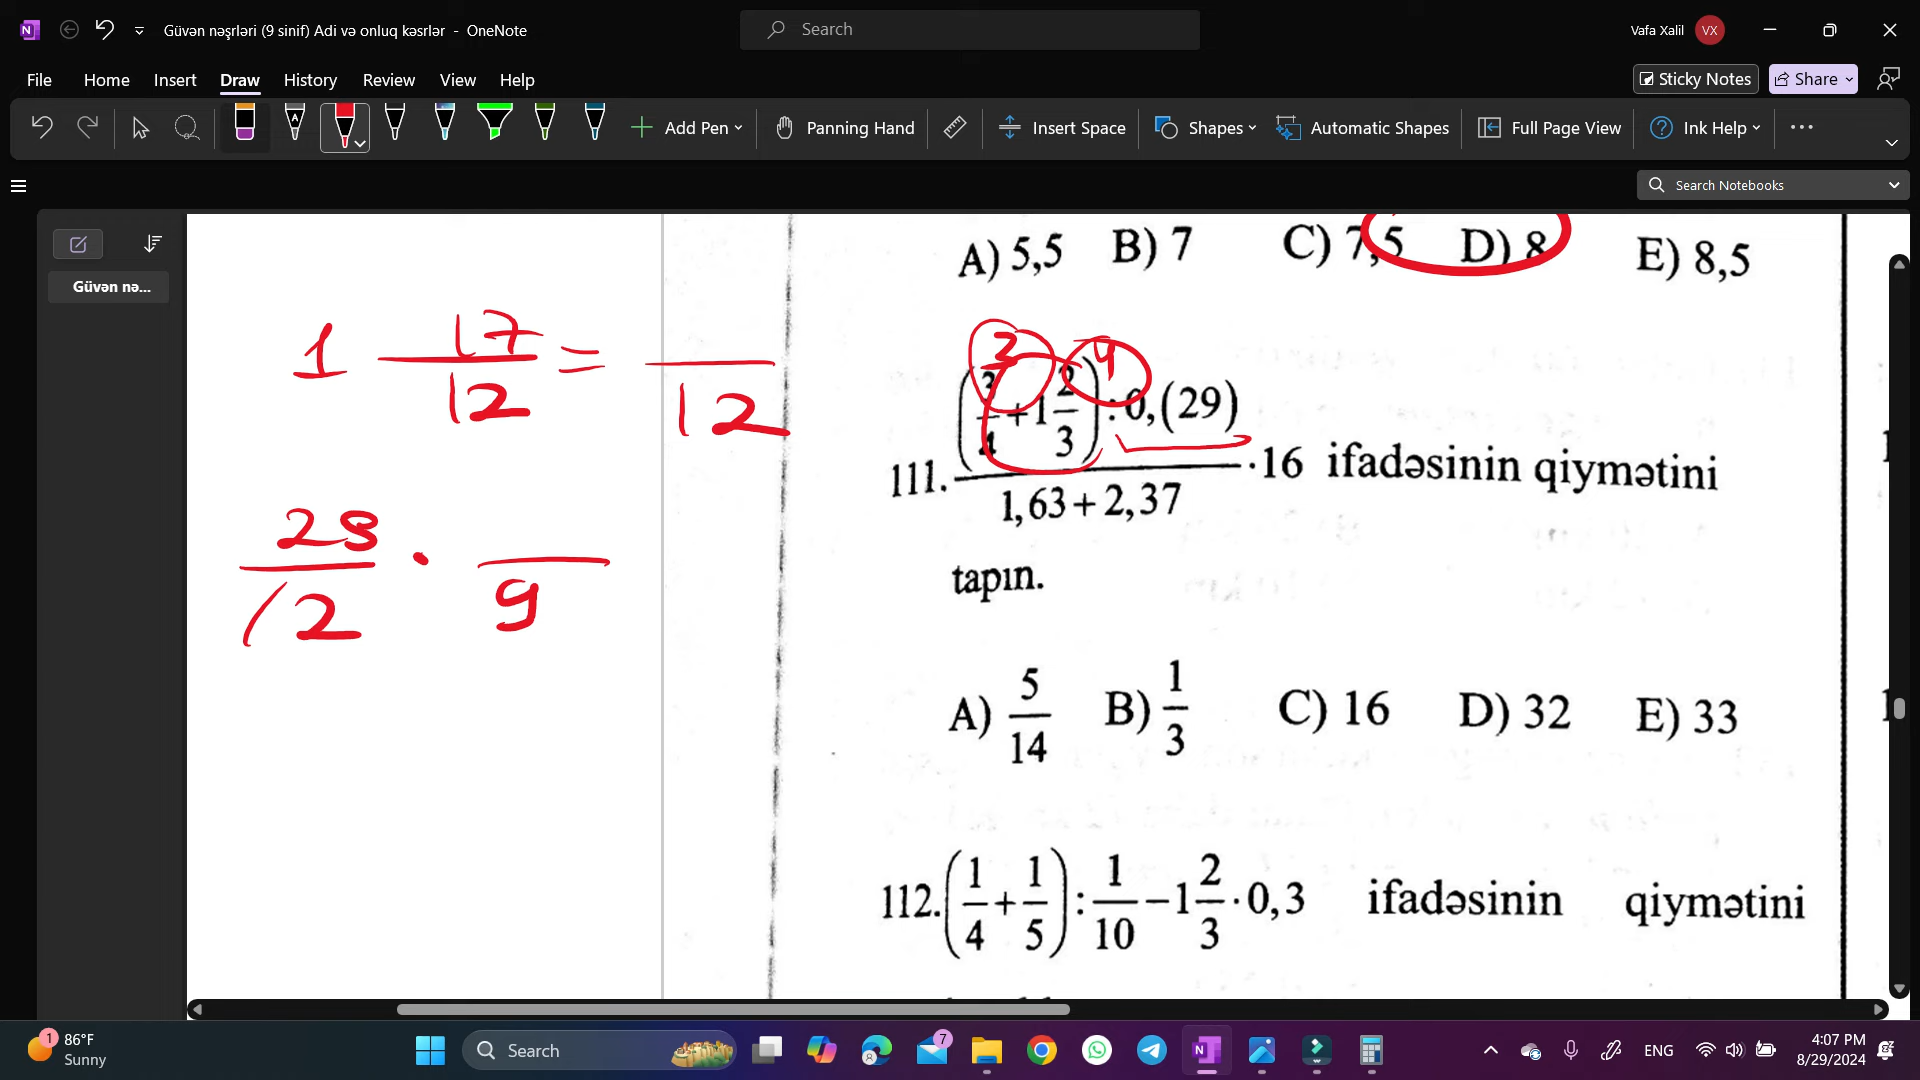 Güvən nəşrləri (9 sinif) Adi və onluq kəsrlər - OneNote
Search
Vafa Xalil VX
File Home Insert Draw History Review View Help
Sticky Notes Share
Add Pen Panning Hand Insert Space Shapes Automatic Shapes Full Page View Ink Help
Search Notebooks
Güvən nə...
A) 5,5 B) 7 C) 7,5 D) 8 E) 8,5
1 17/12 = /12
3 4
111. ((3/4 + 1 2/3) : 0,(29)) / (1,63 + 2,37) · 16 ifadəsinin qiymətini
tapın.
28/12 · /9
A) 5/14 B) 1/3 C) 16 D) 32 E) 33
112. (1/4 + 1/5) : 1/10 − 1 2/3 · 0,3 ifadəsinin qiymətini
1 86°F
Sunny
Search
7
ENG
4:07 PM
8/29/2024